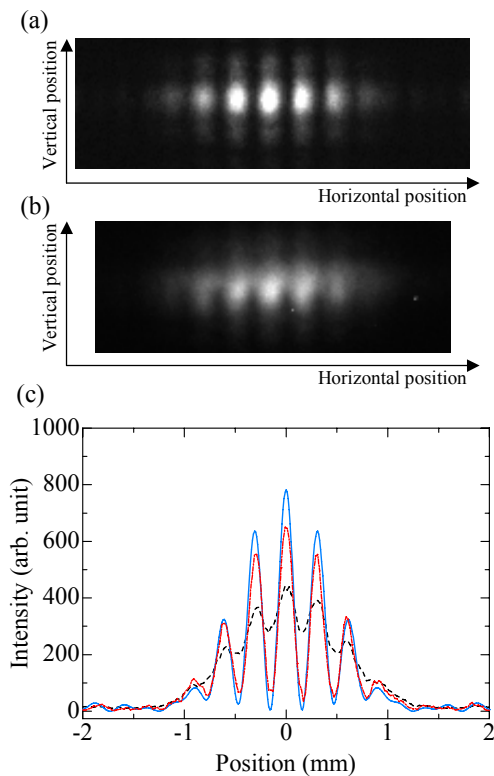 (a)
Vertical position
Horizontal position
(b)
Vertical position
Horizontal position
(c)
1000
800
600
400
200
0
Intensity (arb. unit)
-2 -1 0 1 2
Position (mm)